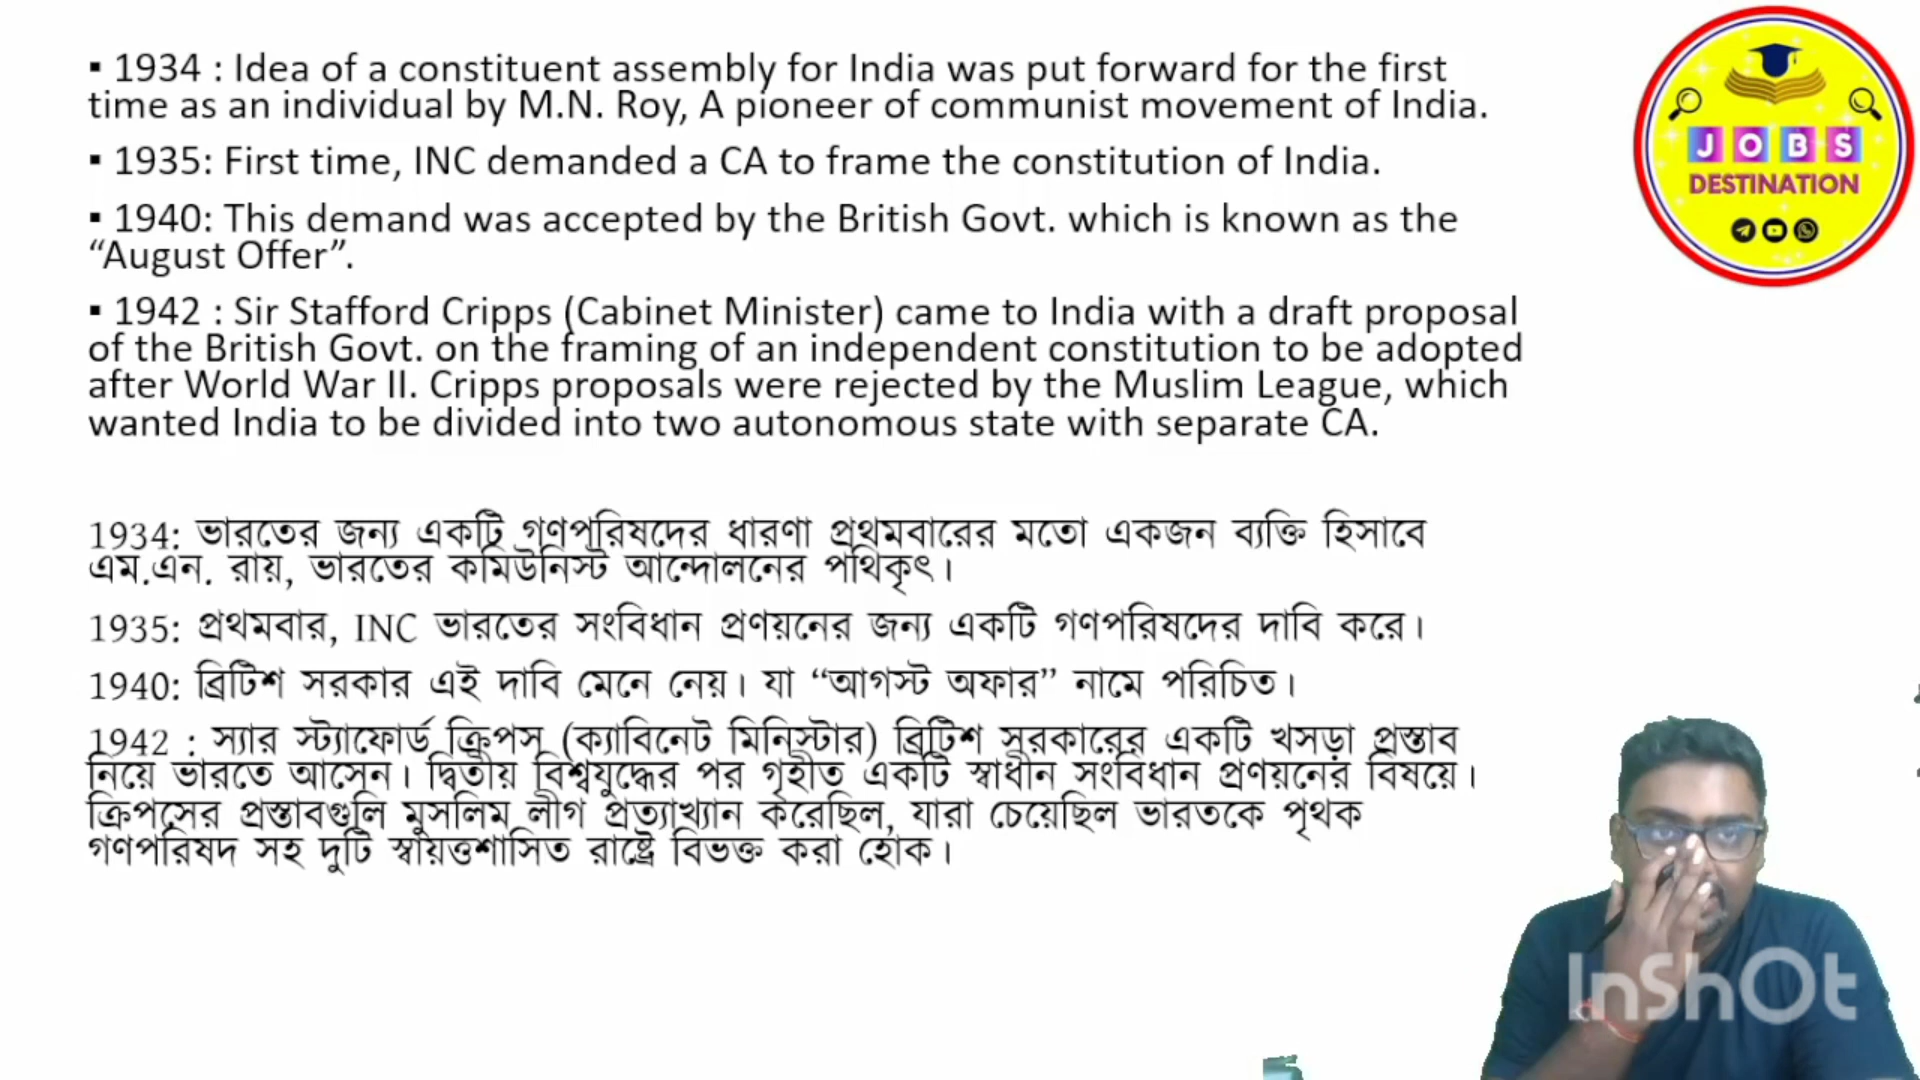 ▪ 1934 : Idea of a constituent assembly for India was put forward for the first
time as an individual by M.N. Roy, A pioneer of communist movement of India.
▪ 1935: First time, INC demanded a CA to frame the constitution of India.
▪ 1940: This demand was accepted by the British Govt. which is known as the
“August Offer”.
▪ 1942 : Sir Stafford Cripps (Cabinet Minister) came to India with a draft proposal
of the British Govt. on the framing of an independent constitution to be adopted
after World War II. Cripps proposals were rejected by the Muslim League, which
wanted India to be divided into two autonomous state with separate CA.
1934: ভারতের জন্য একটি গণপরিষদের ধারণা প্রথমবারের মতো একজন ব্যক্তি হিসাবে
এম.এন. রায়, ভারতের কমিউনিস্ট আন্দোলনের পথিকৃৎ।
1935: প্রথমবার, INC ভারতের সংবিধান প্রণয়নের জন্য একটি গণপরিষদের দাবি করে।
1940: ব্রিটিশ সরকার এই দাবি মেনে নেয়। যা “আগস্ট অফার” নামে পরিচিত।
1942 : স্যার স্ট্যাফোর্ড ক্রিপস (ক্যাবিনেট মিনিস্টার) ব্রিটিশ সরকারের একটি খসড়া প্রস্তাব
নিয়ে ভারতে আসেন। দ্বিতীয় বিশ্বযুদ্ধের পর গৃহীত একটি স্বাধীন সংবিধান প্রণয়নের বিষয়ে।
ক্রিপসের প্রস্তাবগুলি মুসলিম লীগ প্রত্যাখ্যান করেছিল, যারা চেয়েছিল ভারতকে পৃথক
গণপরিষদ সহ দুটি স্বায়ত্তশাসিত রাষ্ট্রে বিভক্ত করা হোক।
JOBS
DESTINATION
InShOt